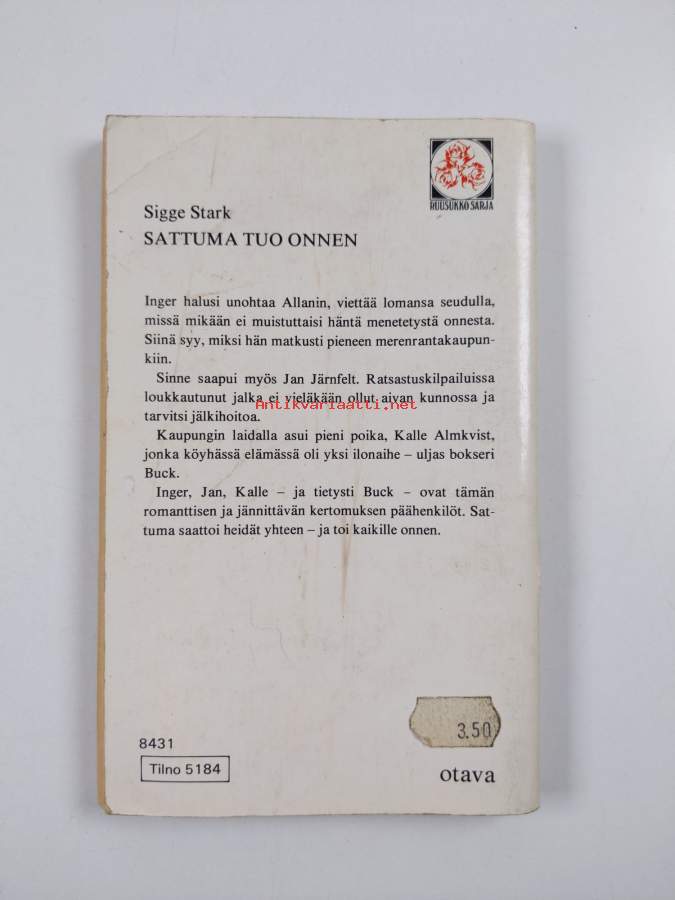 RUUSUKKO SARJA
Sigge Stark
SATTUMA TUO ONNEN
Inger halusi unohtaa Allanin, viettää lomansa seudulla,
missä mikään ei muistuttaisi häntä menetetystä onnesta.
Siinä syy, miksi hän matkusti pieneen merenrantakaupun-
kiin.
Sinne saapui myös Jan Järnfelt. Ratsastuskilpailuissa
loukkautunut jalka ei vieläkään ollut aivan kunnossa ja
Antikvariaatti.net
tarvitsi jälkihoitoa.
Kaupungin laidalla asui pieni poika, Kalle Almkvist,
jonka köyhässä elämässä oli yksi ilonaihe – uljas bokseri
Buck.
Inger, Jan, Kalle – ja tietysti Buck – ovat tämän
romanttisen ja jännittävän kertomuksen päähenkilöt. Sat-
tuma saattoi heidät yhteen – ja toi kaikille onnen.
3.50
8431
Tilno 5184
otava